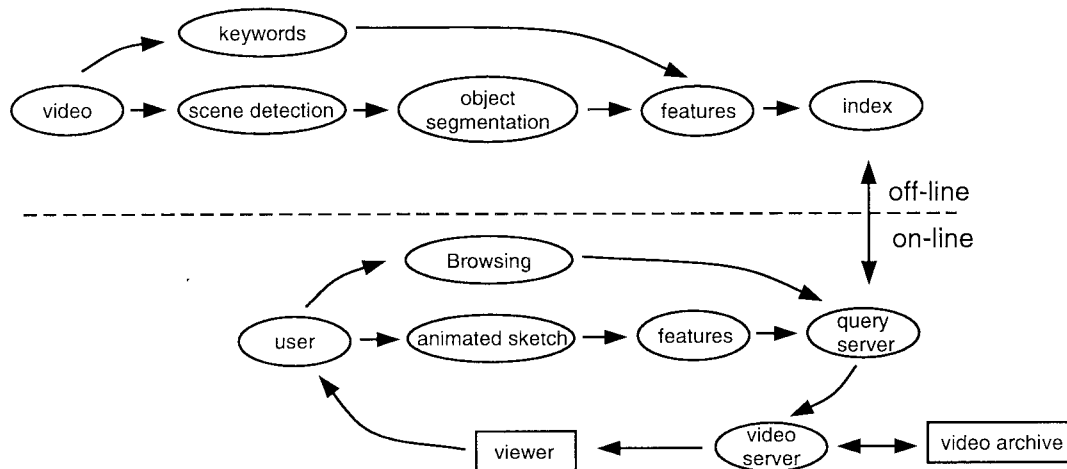 keywords
video
scene detection
object
segmentation
features
index
off-line
on-line
Browsing
user
animated sketch
features
query
server
viewer
video
server
video archive